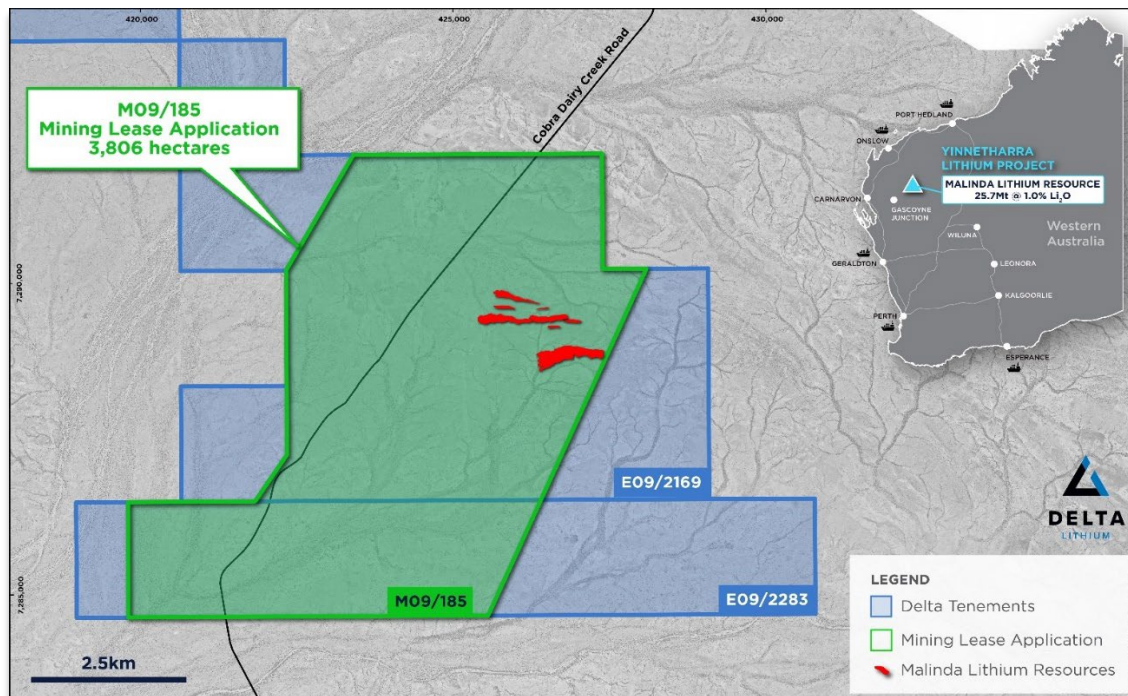 420,000
425,000
430,000
7,290,000
7,285,000
M09/185
Mining Lease Application
3,806 hectares
Cobra Dairy Creek Road
PORT HEDLAND
ONSLOW
YINNETHARRA
LITHIUM PROJECT
MALINDA LITHIUM RESOURCE
25.7Mt @ 1.0% Li₂O
CARNARVON
GASCOYNE
JUNCTION
Western
Australia
WILUNA
GERALDTON
LEONORA
KALGOORLIE
PERTH
ESPERANCE
E09/2169
M09/185
E09/2283
DELTA
LITHIUM
2.5km
LEGEND
Delta Tenements
Mining Lease Application
Malinda Lithium Resources